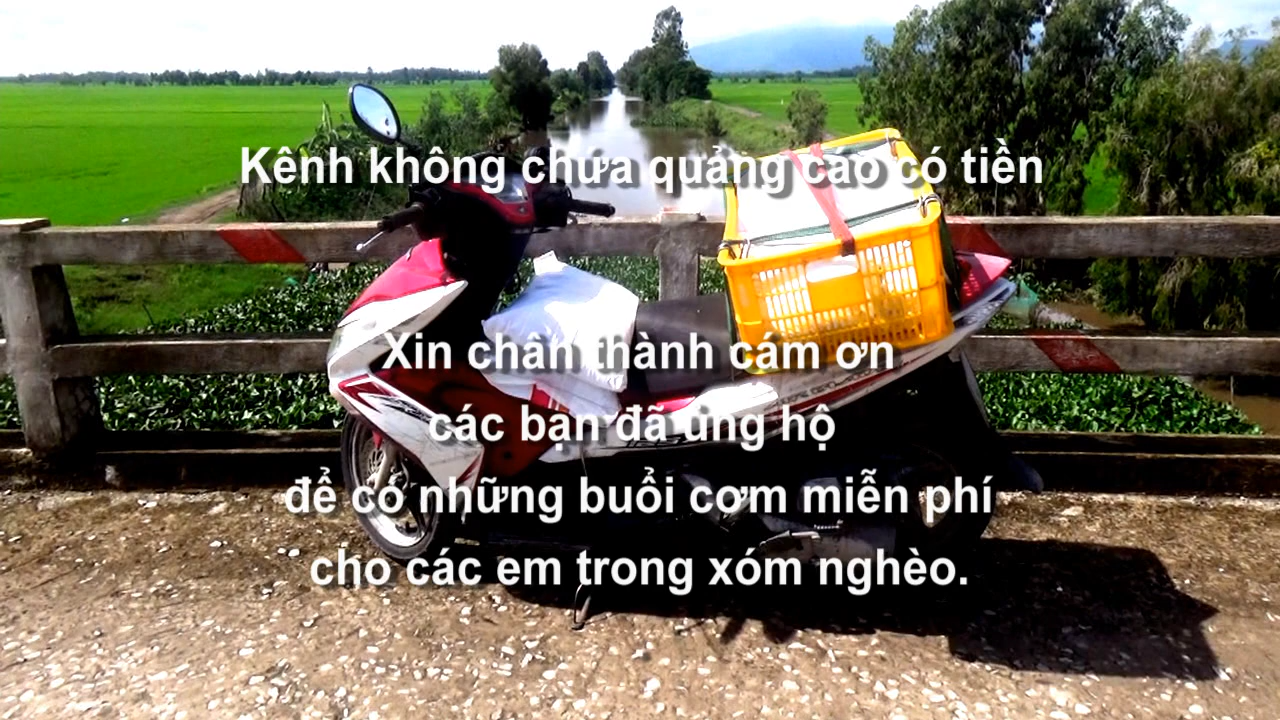 Kênh không chứa quảng cáo có tiền
Xin chân thành cám ơn
các bạn đã ủng hộ
để có những buổi cơm miễn phí
cho các em trong xóm nghèo.